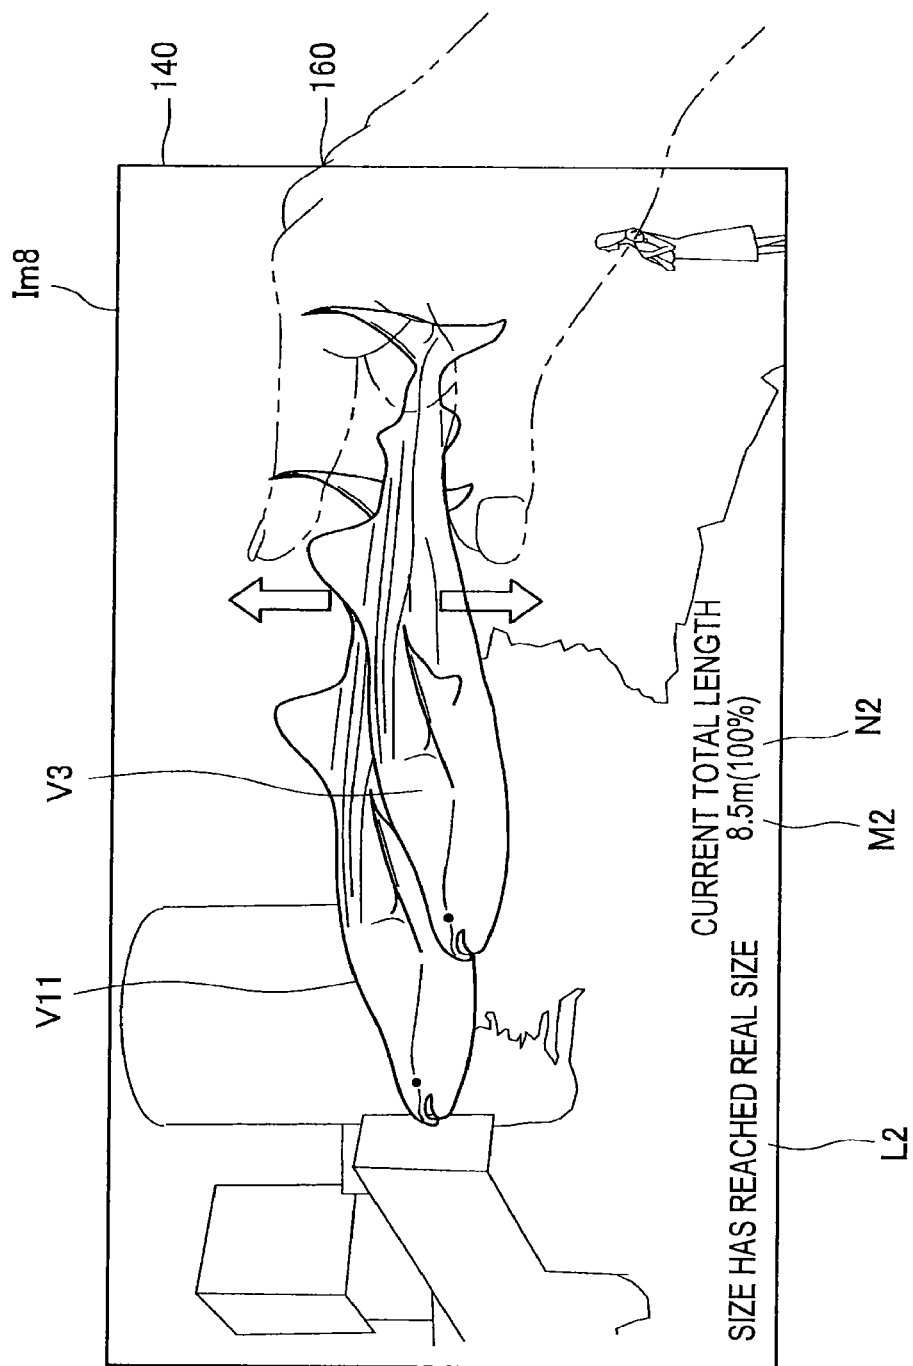 Im8
140
160
V11
V3
CURRENT TOTAL LENGTH
8.5m(100%)
SIZE HAS REACHED REAL SIZE
L2
M2
N2